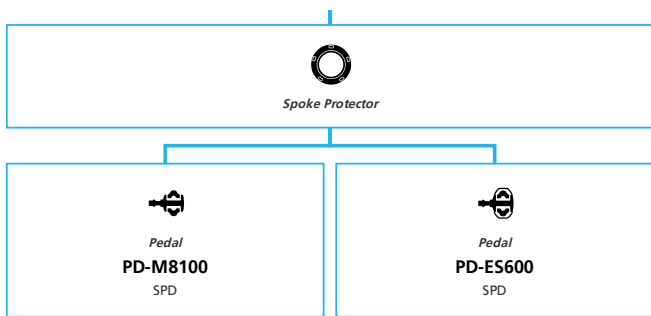 Spoke Protector
Pedal
PD-M8100
SPD
Pedal
PD-ES600
SPD